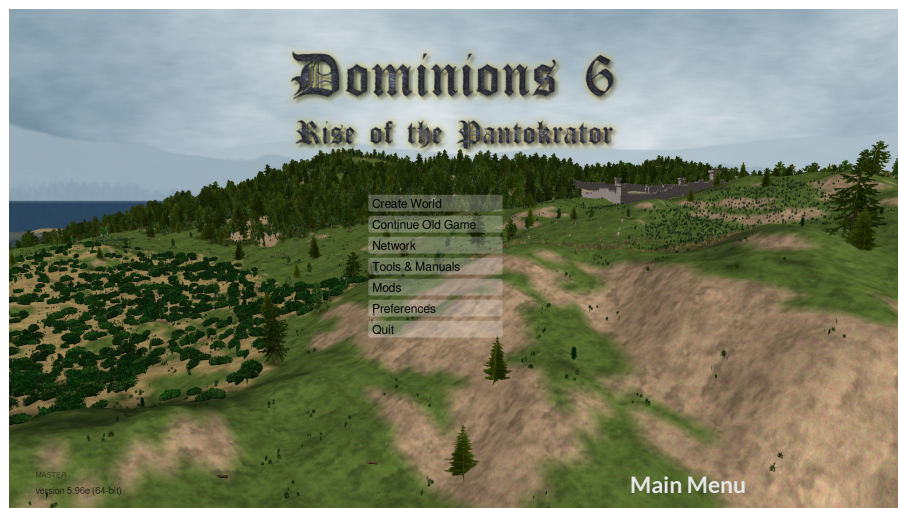 Dominions 6
Rise of the Pantokrator
Create World
Continue Old Game
Network
Tools & Manuals
Mods
Preferences
Quit
MASTER
version 5.96e (64-bit)
Main Menu